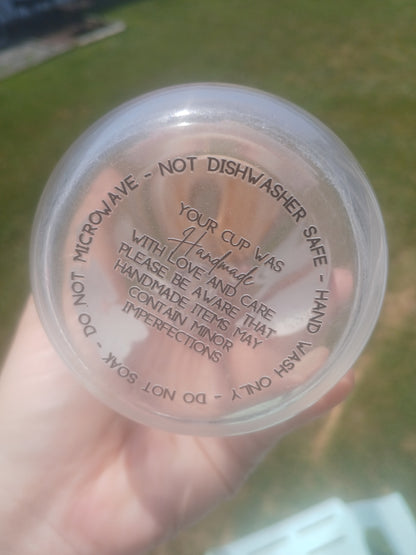 DO NOT MICROWAVE - NOT DISHWASHER SAFE - HAND WASH ONLY - DO NOT SOAK -
YOUR CUP WAS
Handmade
WITH LOVE AND CARE
PLEASE BE AWARE THAT
HANDMADE ITEMS MAY
CONTAIN MINOR
IMPERFECTIONS